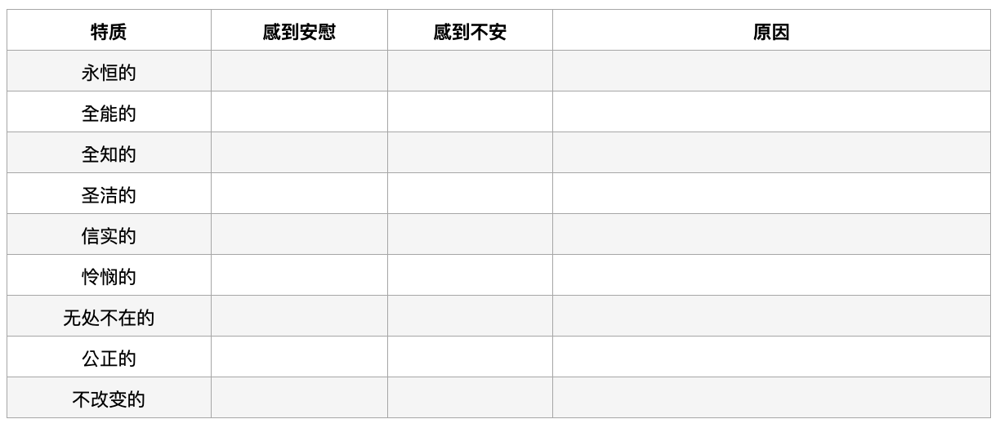 特质 感到安慰 感到不安 原因
永恒的
全能的
全知的
圣洁的
信实的
怜悯的
无处不在的
公正的
不改变的